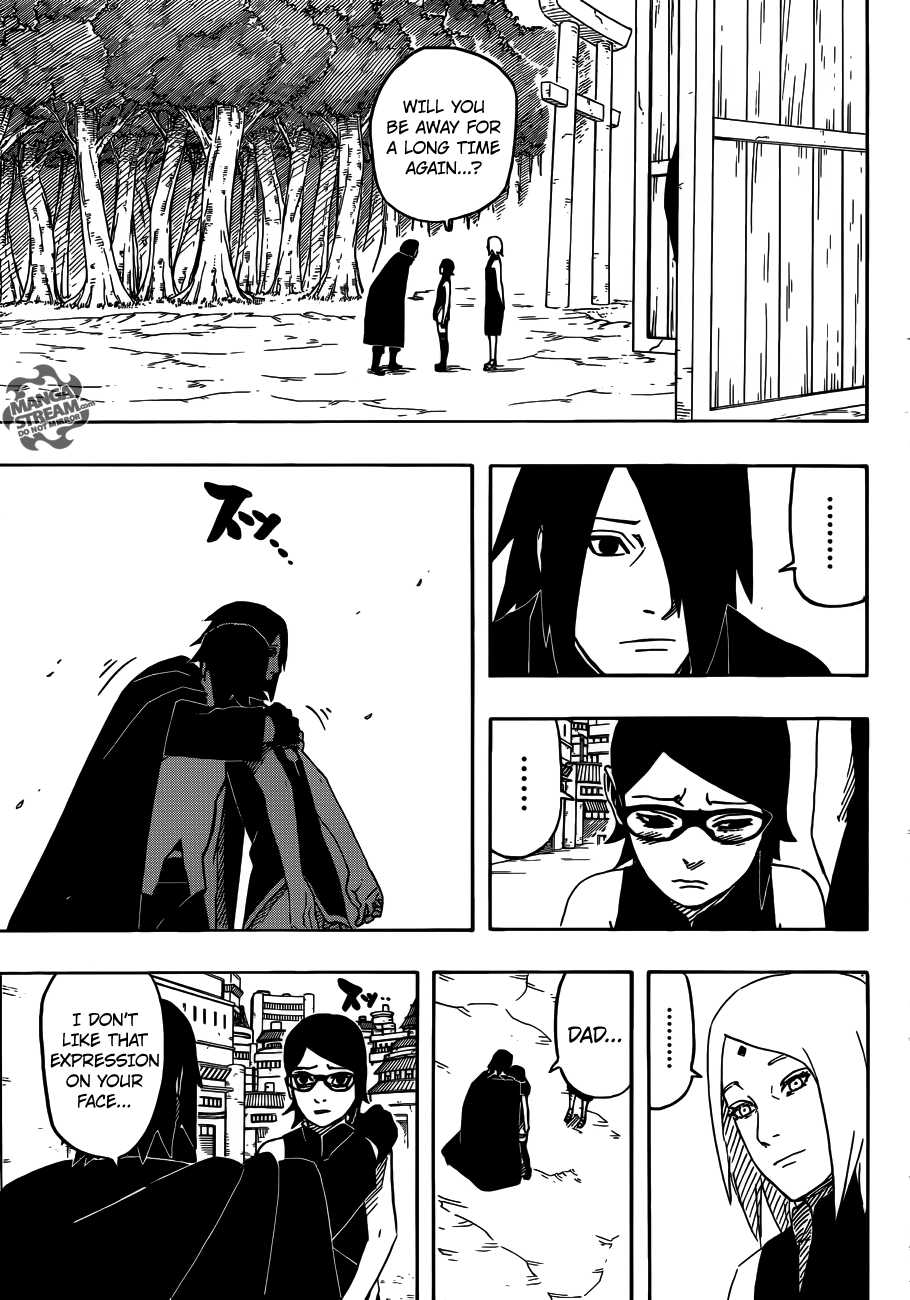 WILL YOU
BE AWAY FOR
A LONG TIME
AGAIN...?
MANGA
STREAM.com
DO NOT MIRROR
.........
.........
スッ...
.........
DAD...
スッ...
I DON'T
LIKE THAT
EXPRESSION
ON YOUR
FACE...